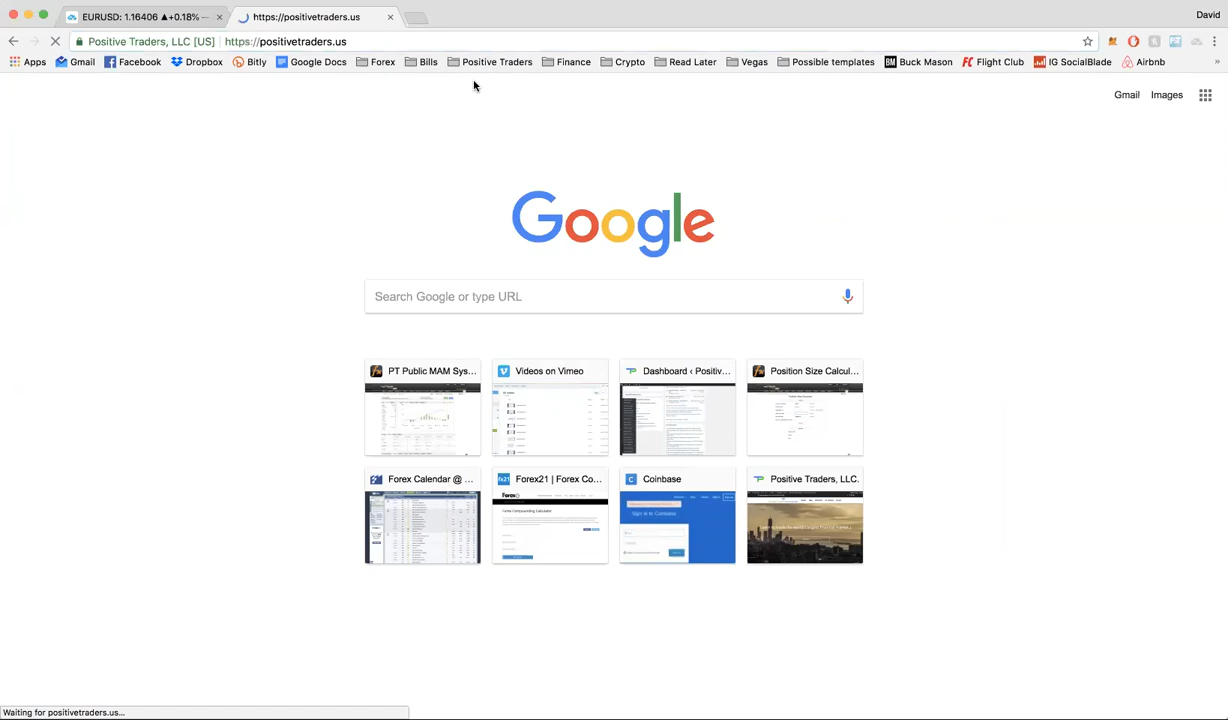 EURUSD: 1.16406 ▲+0.18% —
https://positivetraders.us
David
Positive Traders, LLC [US] https://positivetraders.us
Apps Gmail Facebook Dropbox Bitly Google Docs Forex Bills Positive Traders Finance Crypto Read Later Vegas Possible templates Buck Mason Flight Club IG SocialBlade Airbnb »
Gmail Images
Google
Search Google or type URL
PT Public MAM Sys... Videos on Vimeo Dashboard ‹ Positiv... Position Size Calcul...
Forex Calendar @ ... Forex21 | Forex Co... Coinbase Positive Traders, LLC.
Waiting for positivetraders.us...